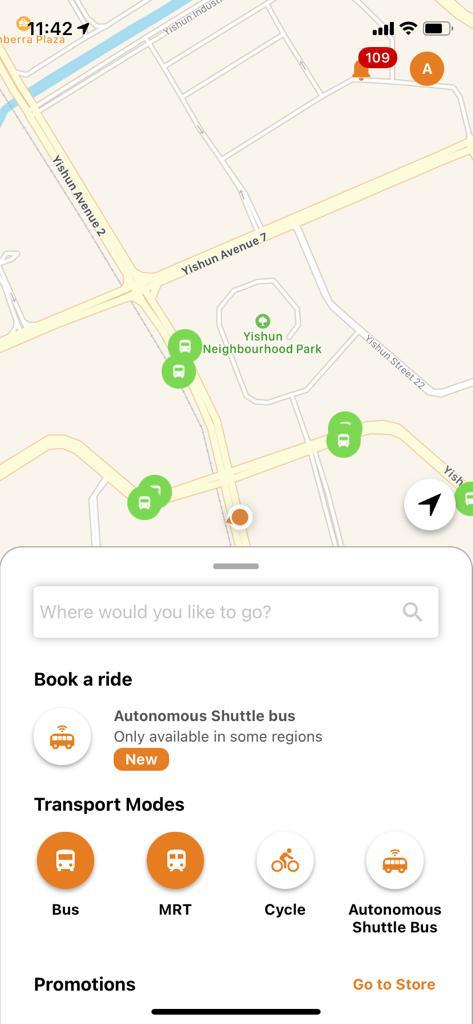 Yishun Indust
11:42
nberra Plaza
109
A
Yishun Avenue 2
Yishun Avenue 7
Yishun
Neighbourhood Park
Yishun Street 22
Yish
Where would you like to go?
Book a ride
Autonomous Shuttle bus
Only available in some regions
New
Transport Modes
Bus
MRT
Cycle
Autonomous
Shuttle Bus
Promotions
Go to Store